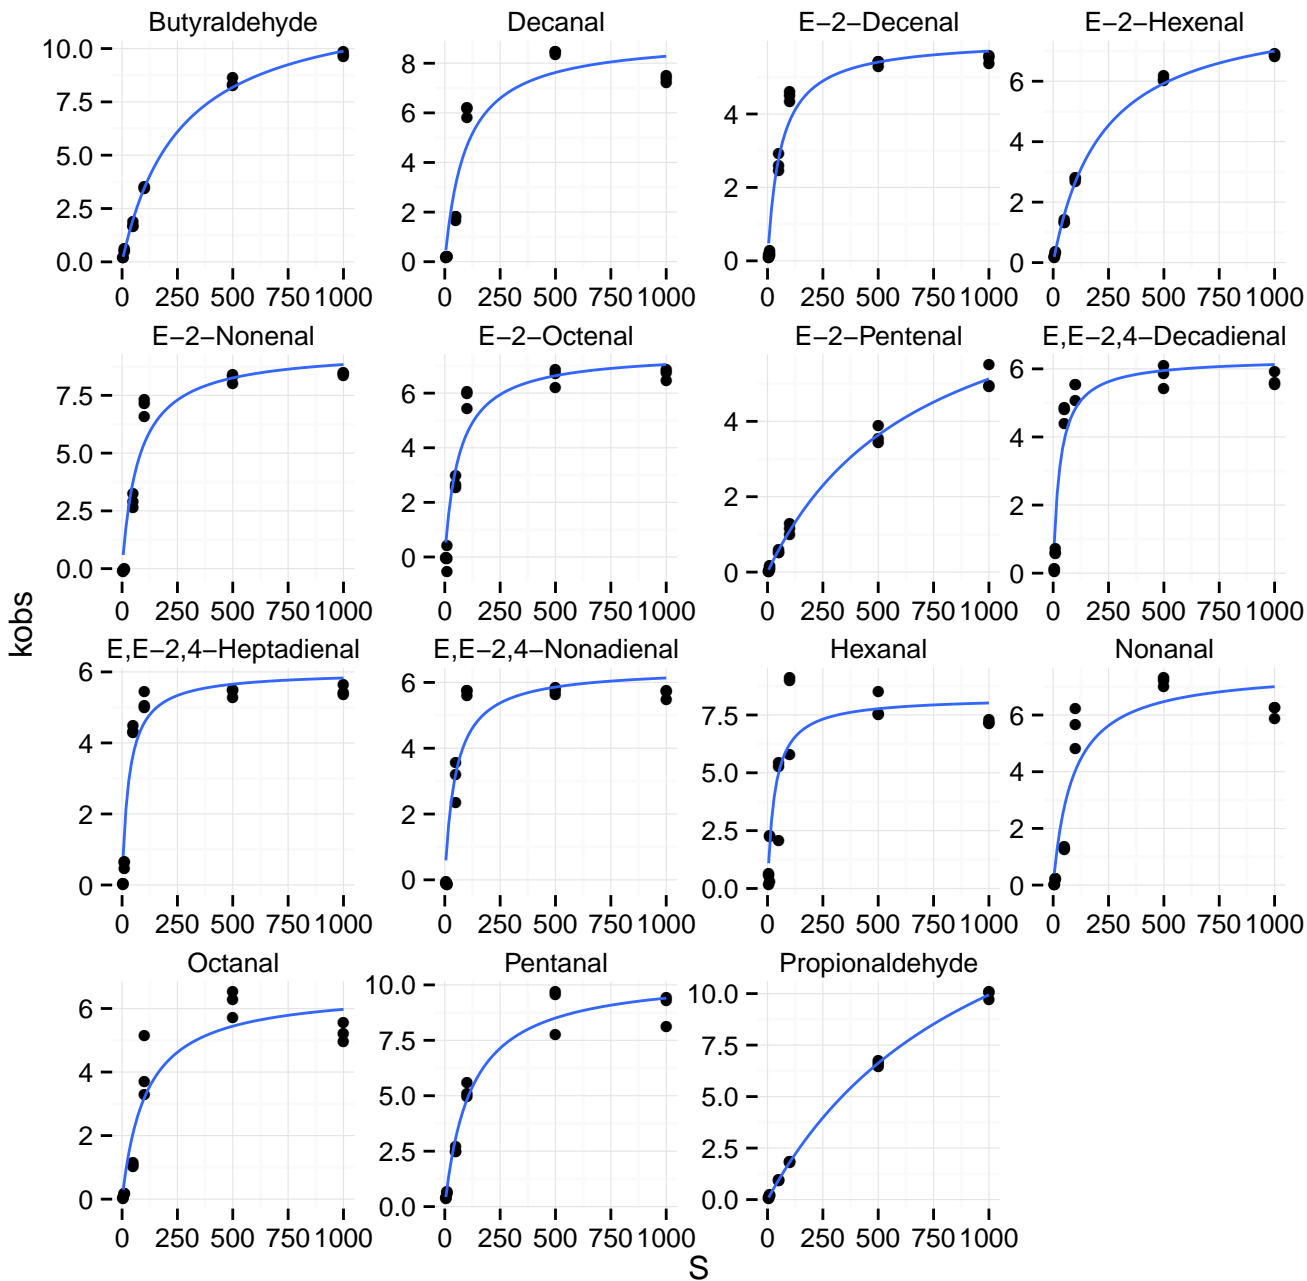 Butyraldehyde Decanal E−2−Decenal E−2−Hexenal
10.0 7.5 5.0 2.5 0.0
8 6 4 2 0
4 2 0
6 4 2 0
0 250 500 750 1000 0 250 500 750 1000 0 250 500 750 1000 0 250 500 750 1000
E−2−Nonenal E−2−Octenal E−2−Pentenal E,E−2,4−Decadienal
7.5 5.0 2.5 0.0
6 4 2 0
4 2 0
6 4 2 0
0 250 500 750 1000 0 250 500 750 1000 0 250 500 750 1000 0 250 500 750 1000
kobs
E,E−2,4−Heptadienal E,E−2,4−Nonadienal Hexanal Nonanal
6 4 2 0
6 4 2 0
7.5 5.0 2.5 0.0
6 4 2 0
0 250 500 750 1000 0 250 500 750 1000 0 250 500 750 1000 0 250 500 750 1000
Octanal Pentanal Propionaldehyde
6 4 2 0
10.0 7.5 5.0 2.5 0.0
10.0 7.5 5.0 2.5 0.0
0 250 500 750 1000 0 250 500 750 1000 0 250 500 750 1000
S